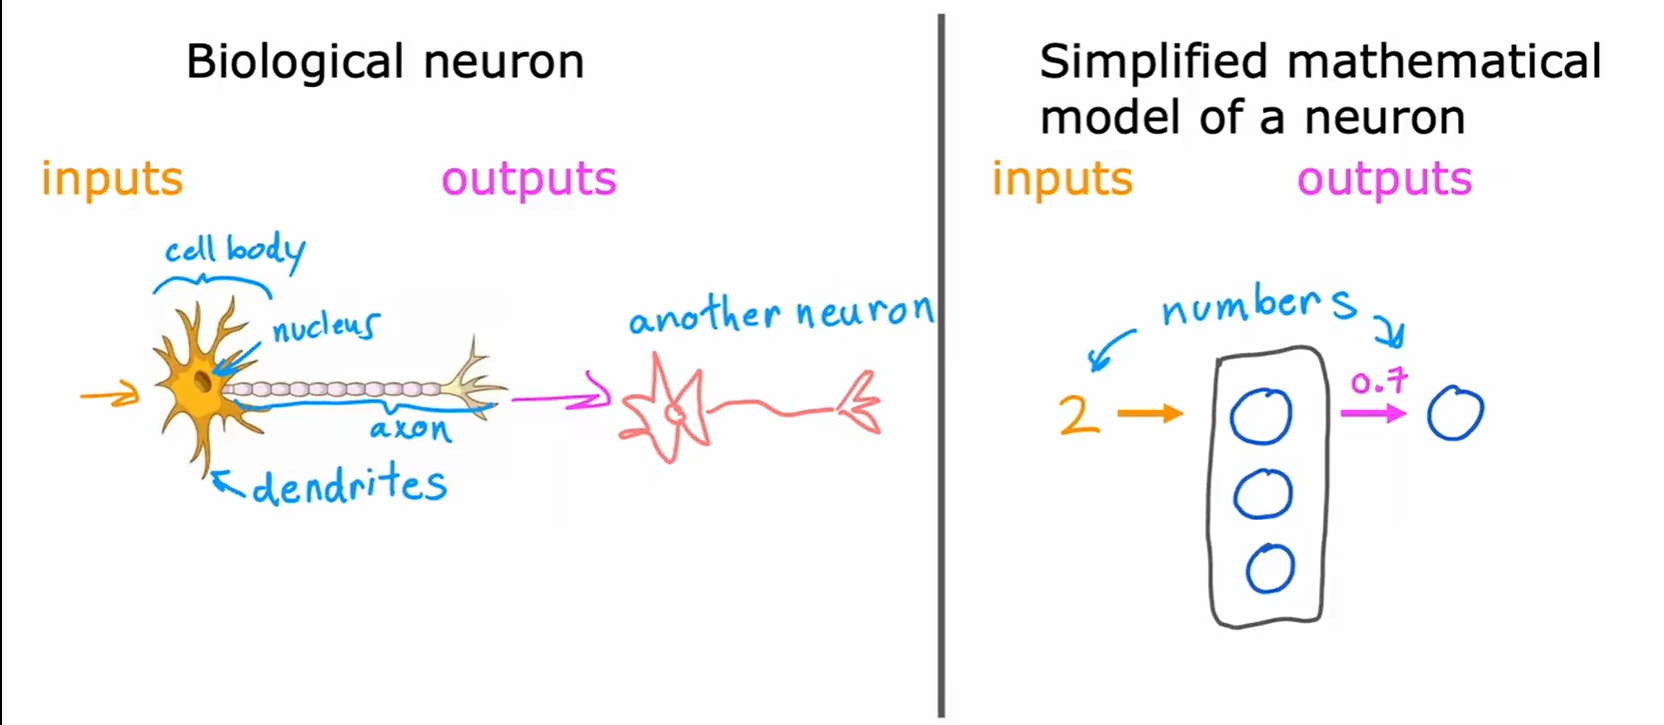 Biological neuron
inputs
outputs
cell body
nucleus
another neuron
axon
dendrites
Simplified mathematical
model of a neuron
inputs
outputs
numbers
2
0.7